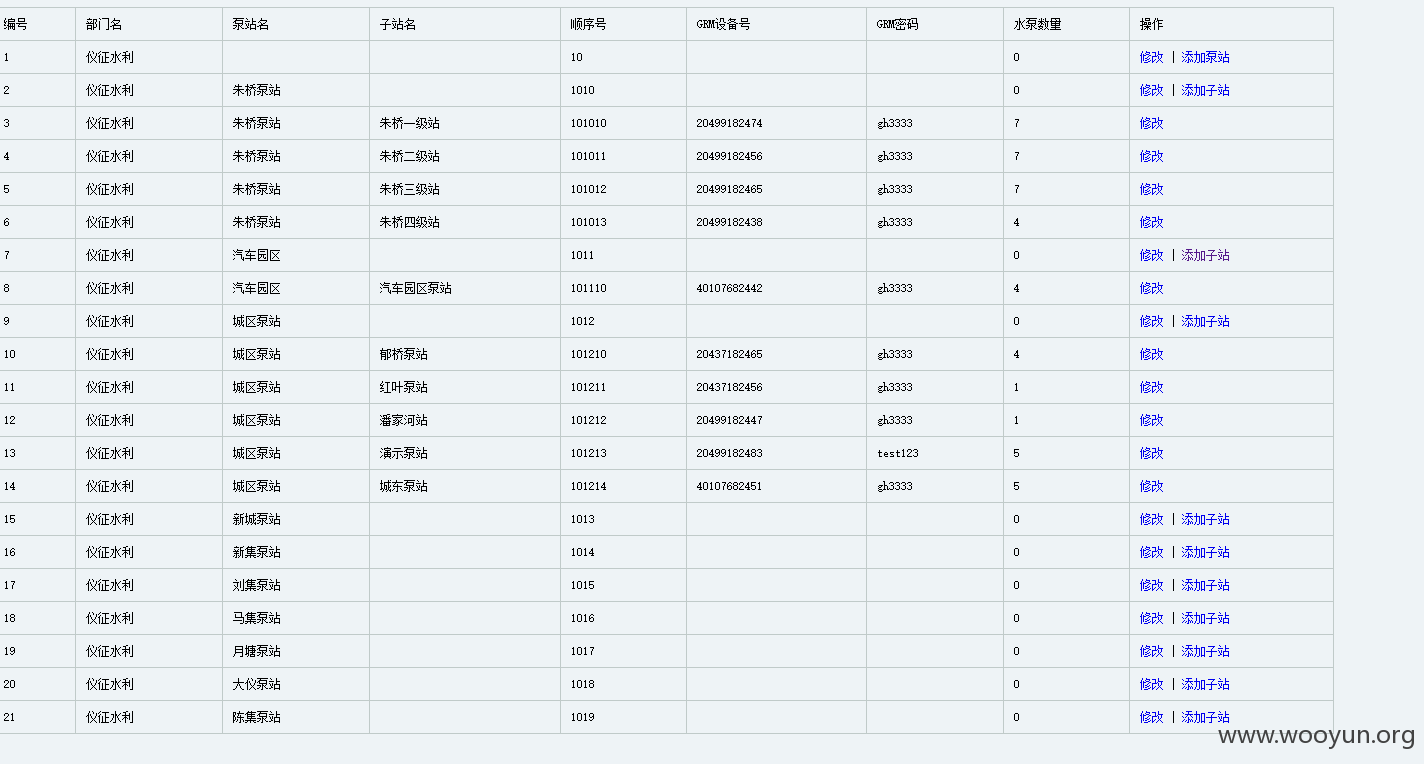 编号 部门名 泵站名 子站名 顺序号 GRM设备号 GRM密码 水泵数量 操作
1 仪征水利 10 0 修改 | 添加泵站
2 仪征水利 朱桥泵站 1010 0 修改 | 添加子站
3 仪征水利 朱桥泵站 朱桥一级站 101010 20499182474 gh3333 7 修改
4 仪征水利 朱桥泵站 朱桥二级站 101011 20499182456 gh3333 7 修改
5 仪征水利 朱桥泵站 朱桥三级站 101012 20499182465 gh3333 7 修改
6 仪征水利 朱桥泵站 朱桥四级站 101013 20499182438 gh3333 4 修改
7 仪征水利 汽车园区 1011 0 修改 | 添加子站
8 仪征水利 汽车园区 汽车园区泵站 101110 40107682442 gh3333 4 修改
9 仪征水利 城区泵站 1012 0 修改 | 添加子站
10 仪征水利 城区泵站 郁桥泵站 101210 20437182465 gh3333 4 修改
11 仪征水利 城区泵站 红叶泵站 101211 20437182456 gh3333 1 修改
12 仪征水利 城区泵站 潘家河站 101212 20499182447 gh3333 1 修改
13 仪征水利 城区泵站 演示泵站 101213 20499182483 test123 5 修改
14 仪征水利 城区泵站 城东泵站 101214 40107682451 gh3333 5 修改
15 仪征水利 新城泵站 1013 0 修改 | 添加子站
16 仪征水利 新集泵站 1014 0 修改 | 添加子站
17 仪征水利 刘集泵站 1015 0 修改 | 添加子站
18 仪征水利 马集泵站 1016 0 修改 | 添加子站
19 仪征水利 月塘泵站 1017 0 修改 | 添加子站
20 仪征水利 大仪泵站 1018 0 修改 | 添加子站
21 仪征水利 陈集泵站 1019 0 修改 | 添加子站
www.wooyun.org